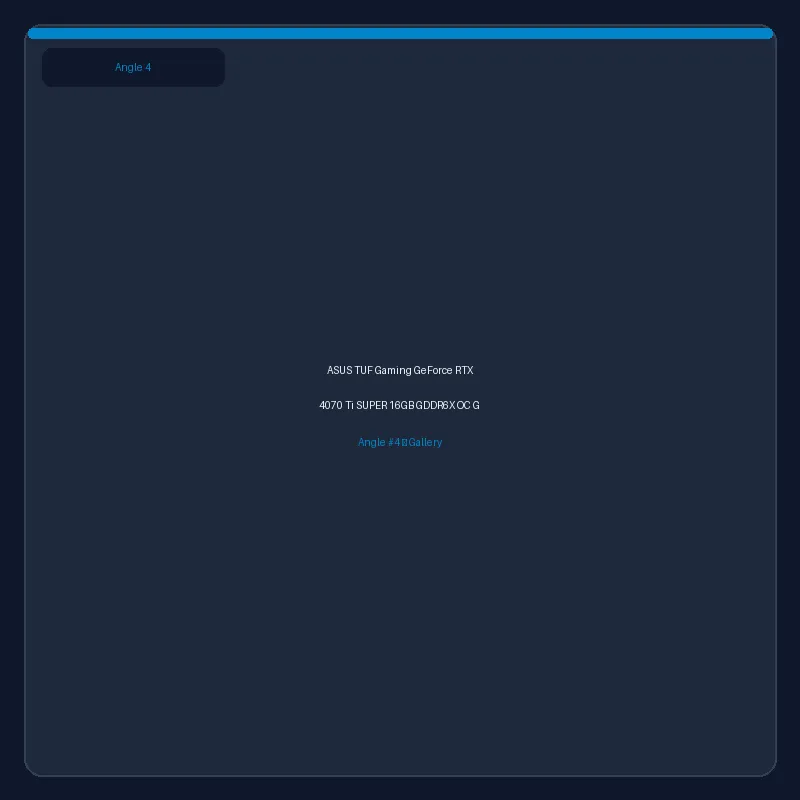 Angle 4
ASUS TUF Gaming GeForce RTX
4070 Ti SUPER 16GB GDDR6X OC G
Angle #4 Gallery